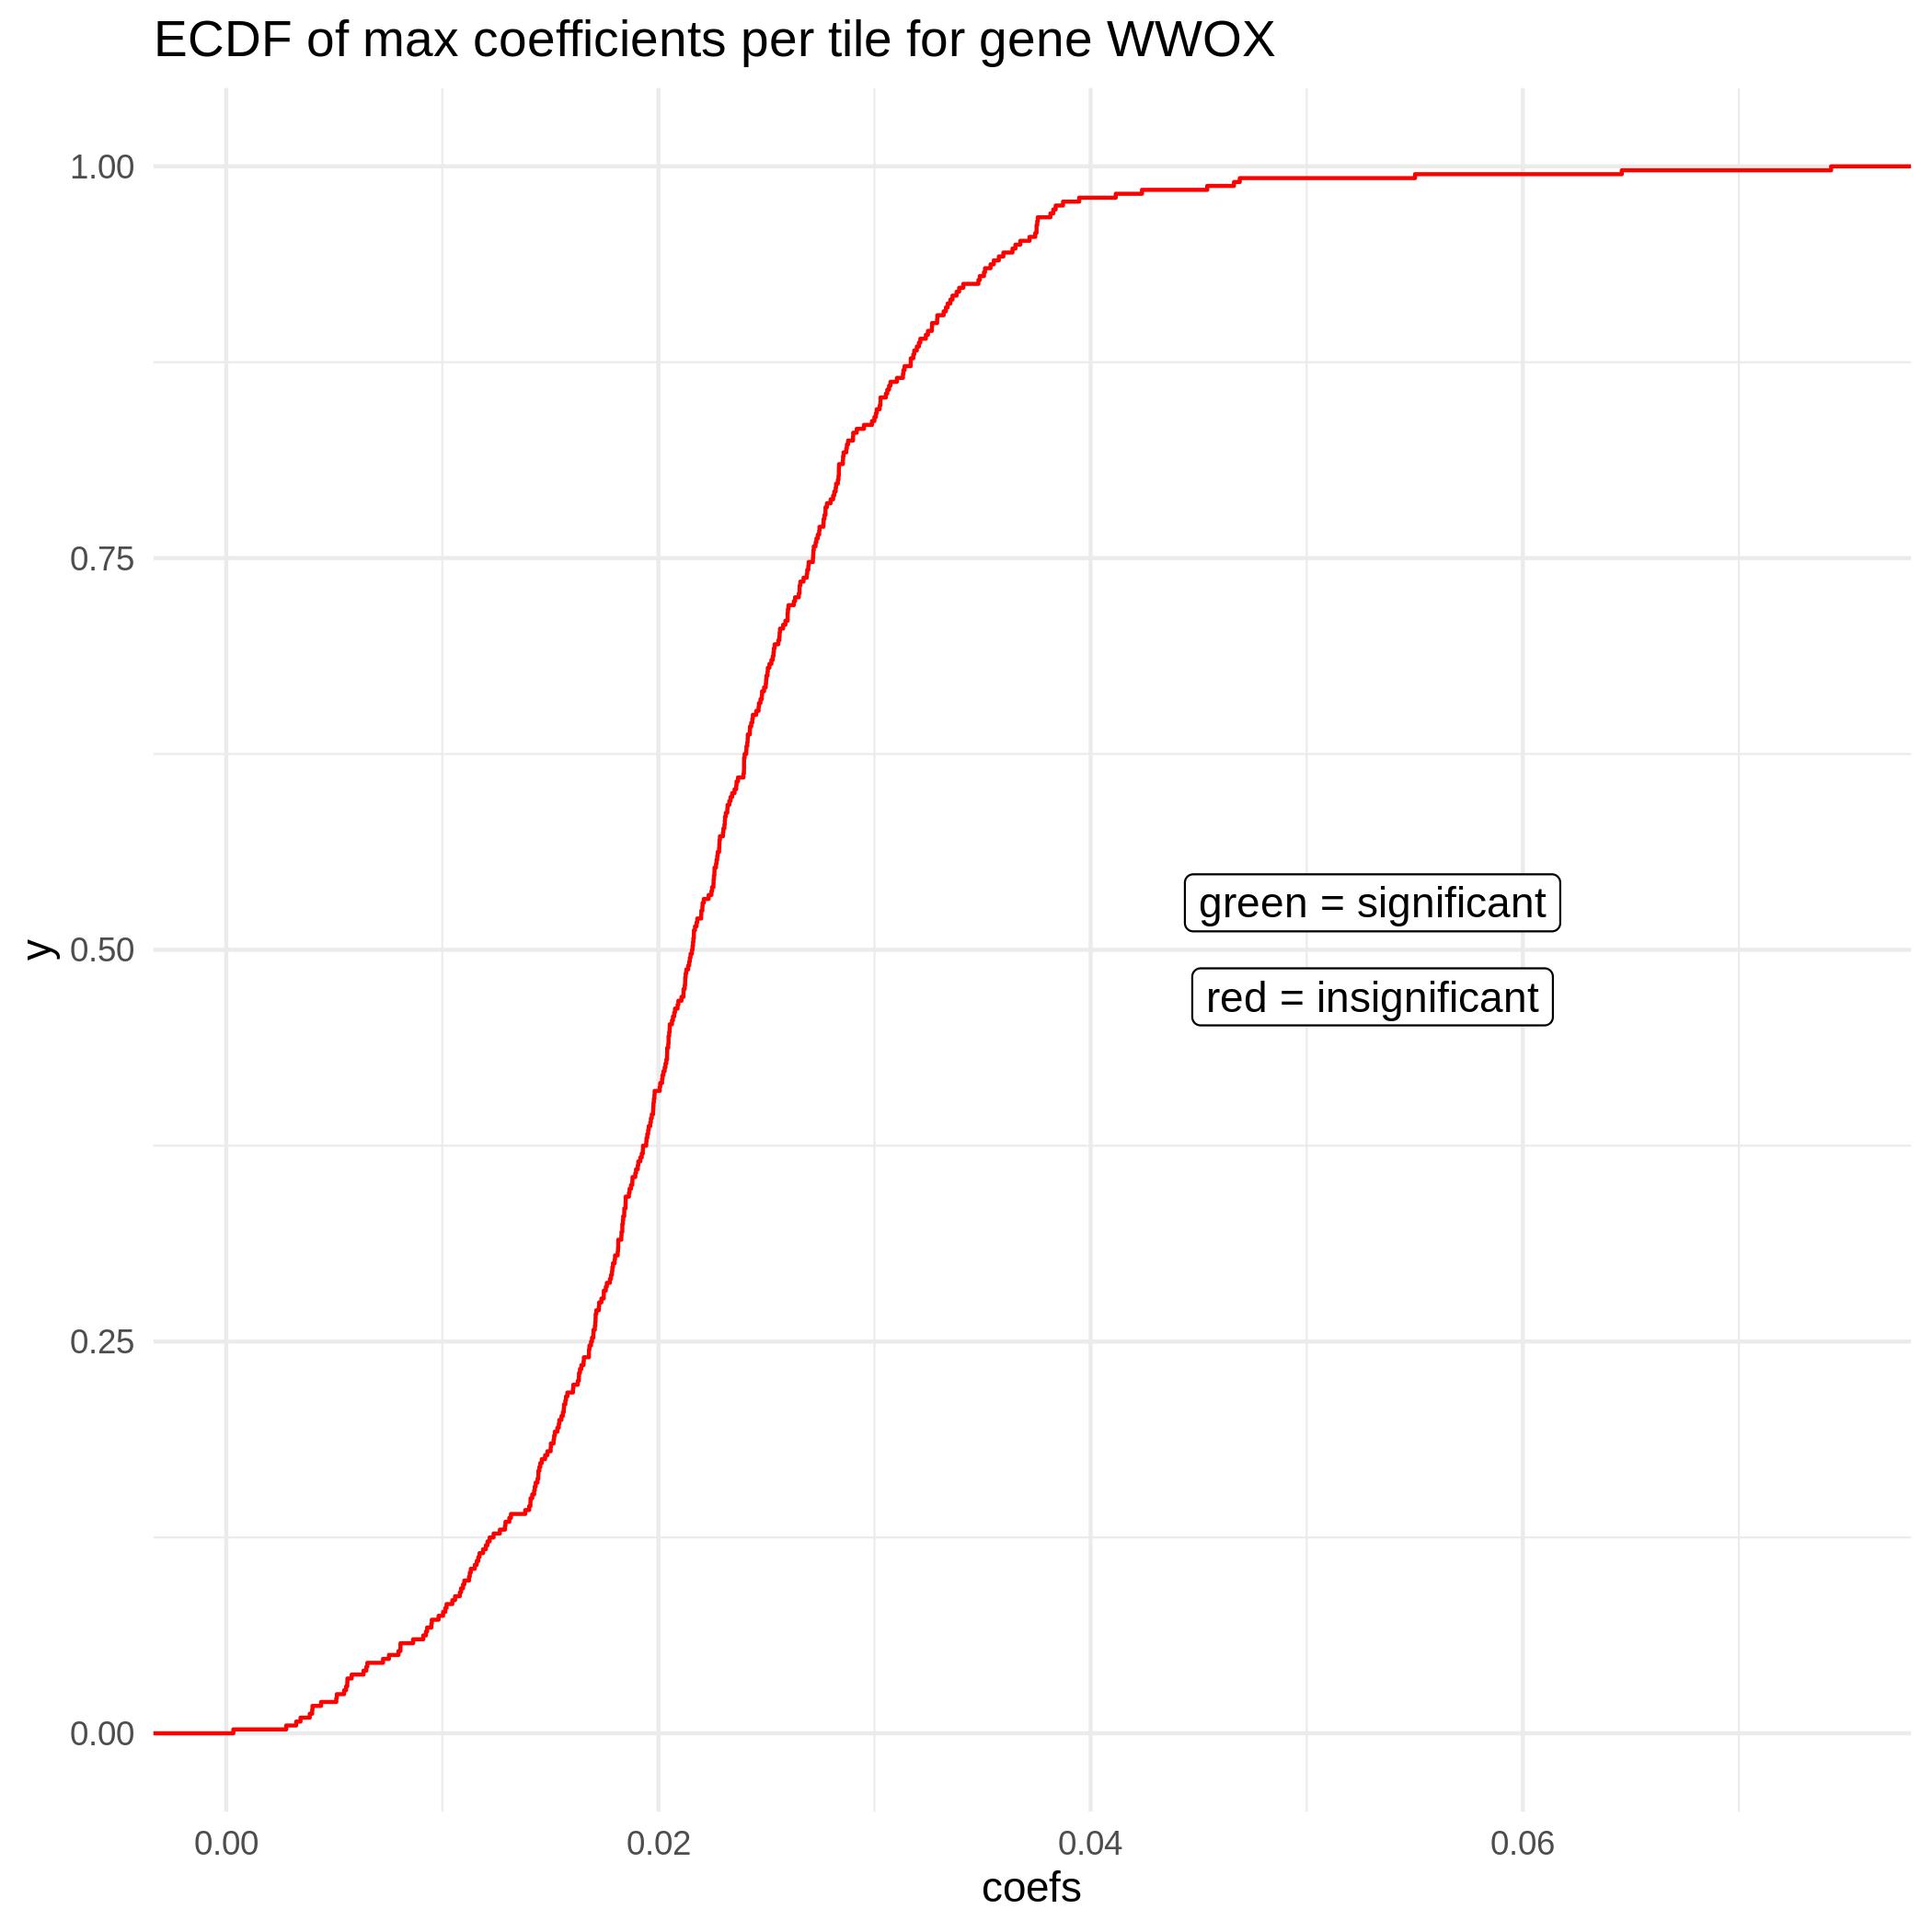 ECDF of max coefficients per tile for gene WWOX
1.00
0.75
0.50
0.25
0.00
y
green = significant
red = insignificant
0.00 0.02 0.04 0.06
coefs